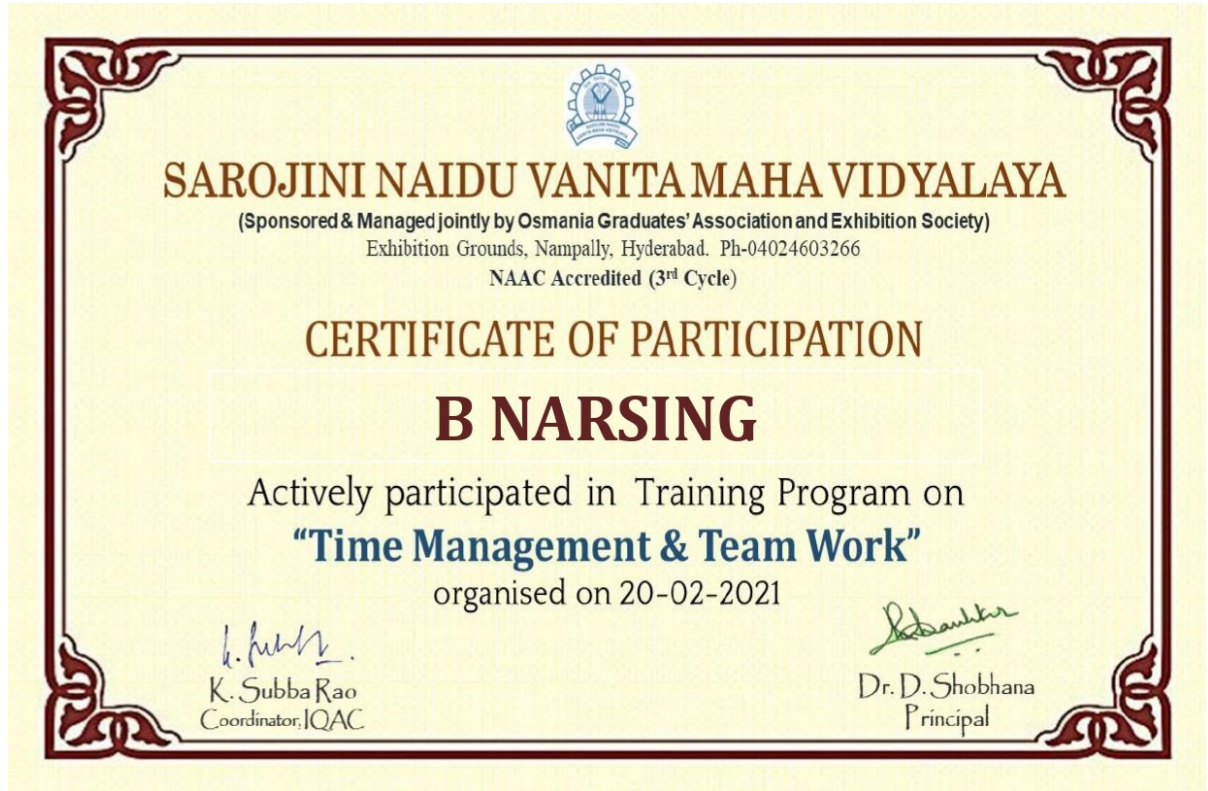 SAROJINI NAIDU VANITA MAHA VIDYALAYA
(Sponsored & Managed jointly by Osmania Graduates' Association and Exhibition Society)
Exhibition Grounds, Nampally, Hyderabad. Ph-04024603266
NAAC Accredited (3rd Cycle)
CERTIFICATE OF PARTICIPATION
B NARSING
Actively participated in Training Program on
“Time Management & Team Work”
organised on 20-02-2021
K. Subba Rao
Coordinator, IQAC
Dr. D. Shobhana
Principal